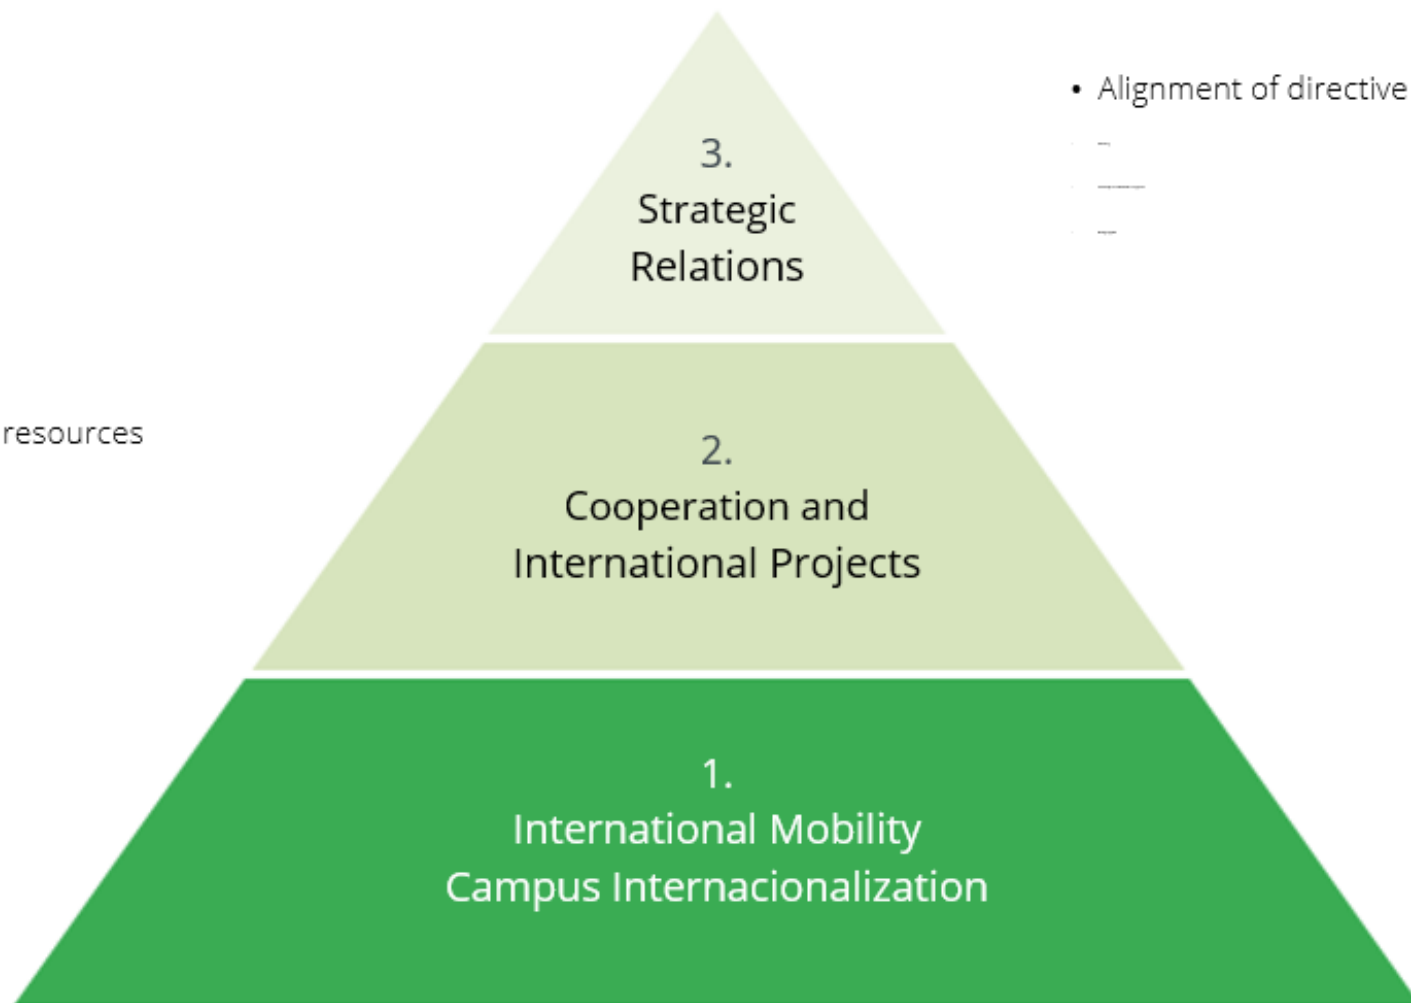 • Alignment of directive
3.
Strategic
Relations
resources
2.
Cooperation and
International Projects
1.
International Mobility
Campus Internacionalization